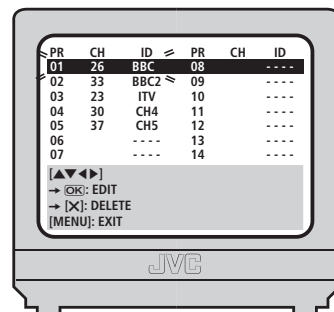 PR CH ID PR CH ID
01 26 BBC 08 - - - -
02 33 BBC2 09 - - - -
03 23 ITV 10 - - - -
04 30 CH4 11 - - - -
05 37 CH5 12 - - - -
06 - - - - 13 - - - -
07 - - - - 14 - - - -
[▲▼◀▶]
→ OK: EDIT
→ [X]: DELETE
[MENU]: EXIT
JVC